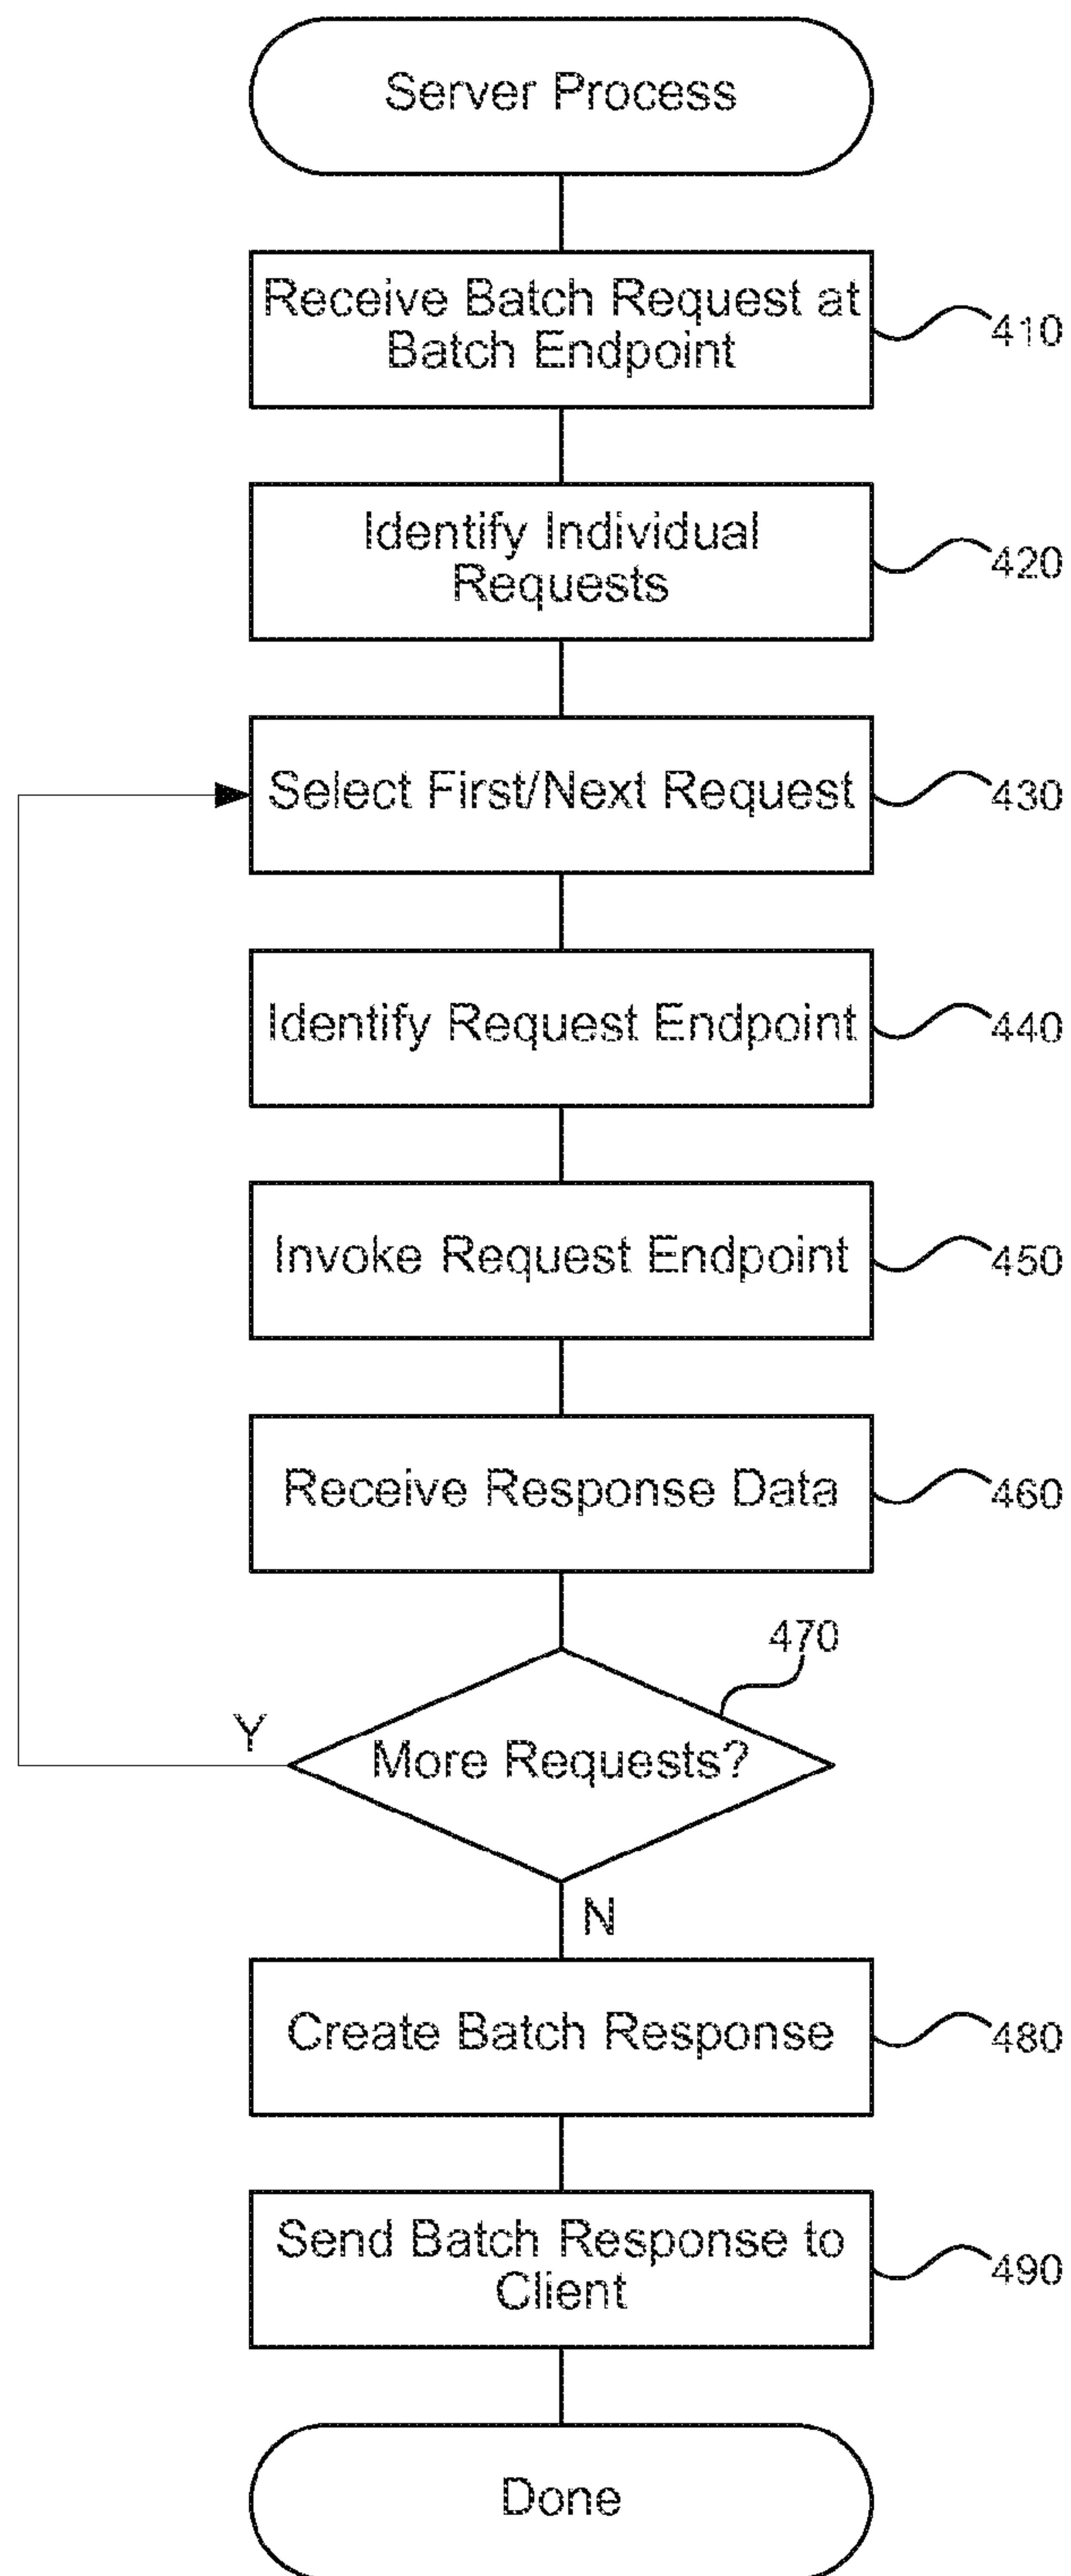 Server Process
Receive Batch Request at
Batch Endpoint
410
Identify Individual
Requests
420
Select First/Next Request
430
Identify Request Endpoint
440
Invoke Request Endpoint
450
Receive Response Data
460
470
More Requests?
Y
N
Create Batch Response
480
Send Batch Response to
Client
490
Done